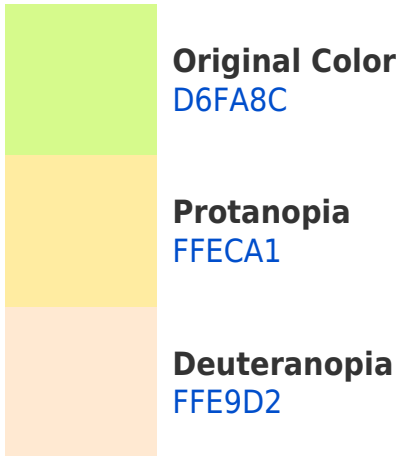 Original Color
D6FA8C
Protanopia
FFECA1
Deuteranopia
FFE9D2